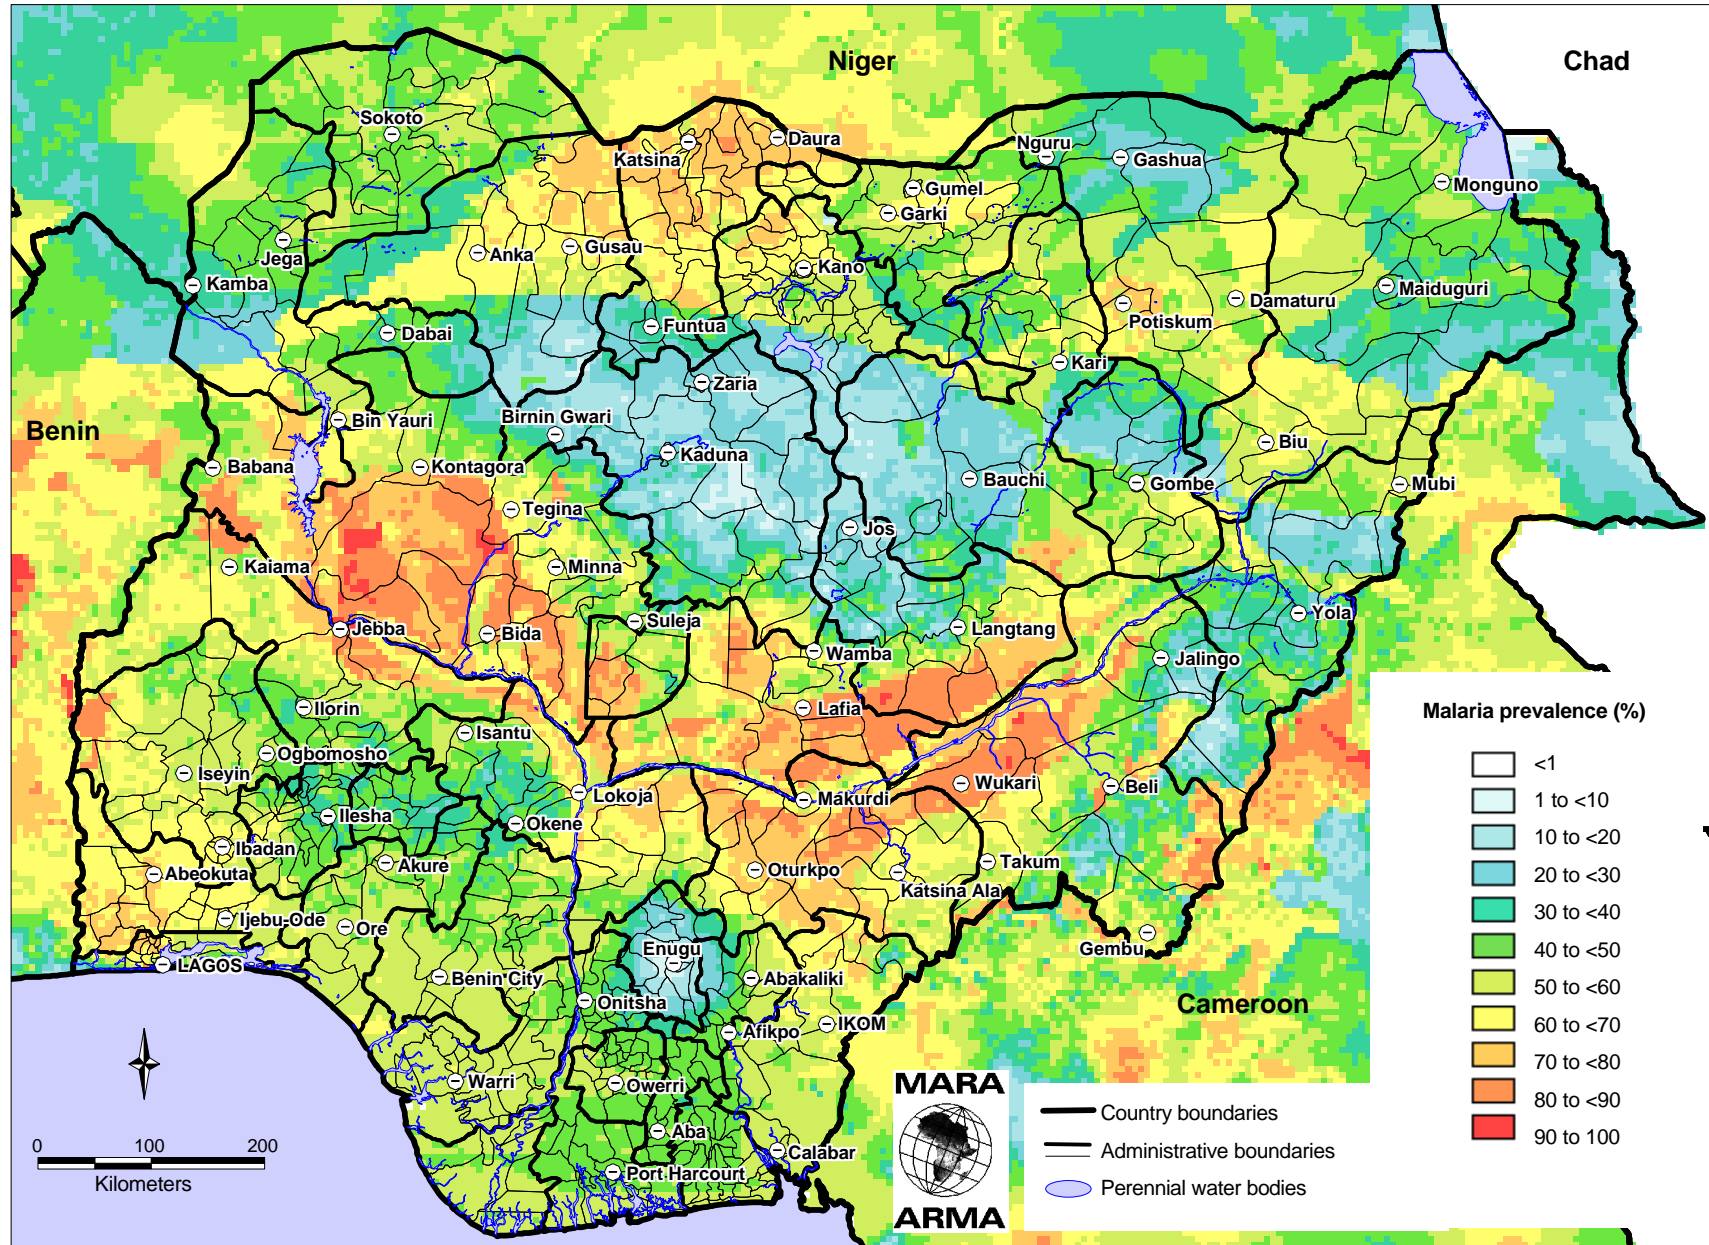 Niger
Chad
Sokoto
Katsina
Daura
Nguru
Gashua
Gumel
Garki
Monguno
Jega
Anka
Gusau
Kano
Kamba
Maiduguri
Damaturu
Potiskum
Dabai
Funtua
Kari
Zaria
Benin
Bin Yauri
Birnin Gwari
Biu
Babana
Kontagora
Kaduna
Bauchi
Gombe
Mubi
Tegina
Jos
Kaiama
Minna
Jebba
Bida
Suleja
Langtang
Yola
Wamba
Jalingo
Ilorin
Lafia
Isantu
Ogbomosho
Iseyin
Lokoja
Makurdi
Wukari
Beli
Ilesha
Okene
Ibadan
Akure
Abeokuta
Oturkpo
Katsina Ala
Takum
Ijebu-Ode
Ore
Gembu
Enugu
LAGOS
Benin City
Abakaliki
Onitsha
Cameroon
Afikpo
IKOM
Warri
Owerri
Aba
Calabar
Port Harcourt
Malaria prevalence (%)
<1
1 to <10
10 to <20
20 to <30
30 to <40
40 to <50
50 to <60
60 to <70
70 to <80
80 to <90
90 to 100
0 100 200
Kilometers
MARA
ARMA
Country boundaries
Administrative boundaries
Perennial water bodies